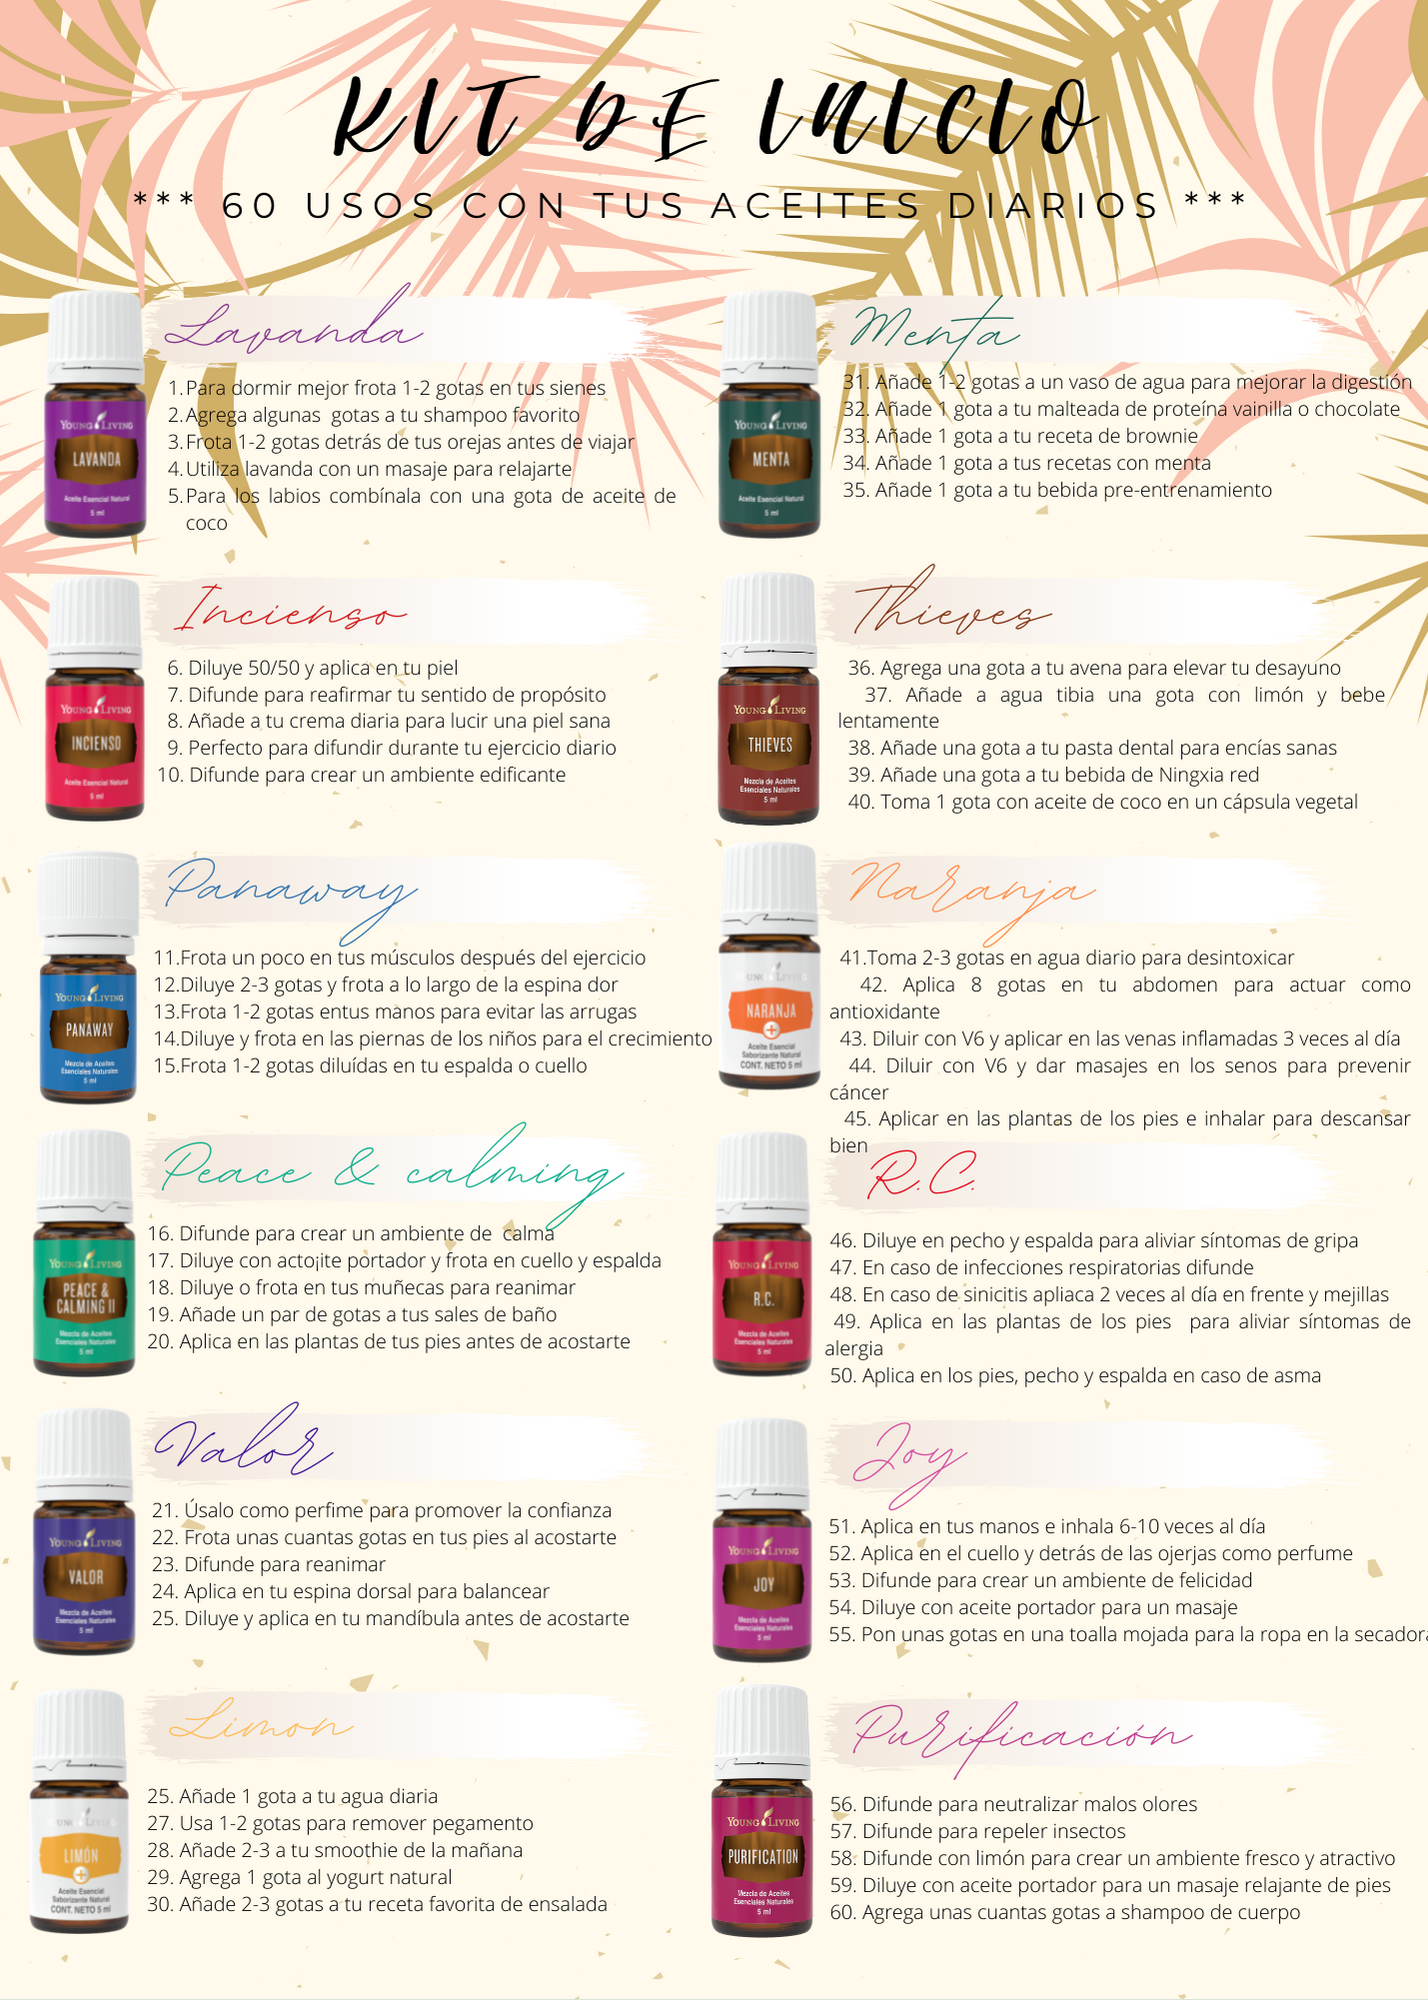 KIT DE INICIO
*** 60 USOS CON TUS ACEITES DIARIOS ***
Lavanda
1.Para dormir mejor frota 1-2 gotas en tus sienes
2.Agrega algunas gotas a tu shampoo favorito
3.Frota 1-2 gotas detrás de tus orejas antes de viajar
4.Utiliza lavanda con un masaje para relajarte
5.Para los labios combínala con una gota de aceite de
coco
YOUNG LIVING
LAVANDA
Aceite Esencial Natural
5 ml
Incienso
6. Diluye 50/50 y aplica en tu piel
7. Difunde para reafirmar tu sentido de propósito
8. Añade a tu crema diaria para lucir una piel sana
9. Perfecto para difundir durante tu ejercicio diario
10. Difunde para crear un ambiente edificante
YOUNG LIVING
INCIENSO
Aceite Esencial Natural
5 ml
Panaway
11.Frota un poco en tus músculos después del ejercicio
12.Diluye 2-3 gotas y frota a lo largo de la espina dor
13.Frota 1-2 gotas entus manos para evitar las arrugas
14.Diluye y frota en las piernas de los niños para el crecimiento
15.Frota 1-2 gotas diluídas en tu espalda o cuello
YOUNG LIVING
PANAWAY
Mezcla de Aceites
Esenciales Naturales
5 ml
Peace & calming
16. Difunde para crear un ambiente de calma
17. Diluye con acto¡ite portador y frota en cuello y espalda
18. Diluye o frota en tus muñecas para reanimar
19. Añade un par de gotas a tus sales de baño
20. Aplica en las plantas de tus pies antes de acostarte
YOUNG LIVING
PEACE &
CALMING II
Mezcla de Aceites
Esenciales Naturales
5 ml
Valor
21. Úsalo como perfime para promover la confianza
22. Frota unas cuantas gotas en tus pies al acostarte
23. Difunde para reanimar
24. Aplica en tu espina dorsal para balancear
25. Diluye y aplica en tu mandíbula antes de acostarte
YOUNG LIVING
VALOR
Mezcla de Aceites
Esenciales Naturales
5 ml
Limon
25. Añade 1 gota a tu agua diaria
27. Usa 1-2 gotas para remover pegamento
28. Añade 2-3 a tu smoothie de la mañana
29. Agrega 1 gota al yogurt natural
30. Añade 2-3 gotas a tu receta favorita de ensalada
YOUNG LIVING
LIMÓN
+
Aceite Esencial
Saborizante Natural
CONT. NETO 5 ml
Menta
31. Añade 1-2 gotas a un vaso de agua para mejorar la digestión
32. Añade 1 gota a tu malteada de proteína vainilla o chocolate
33. Añade 1 gota a tu receta de brownie
34. Añade 1 gota a tus recetas con menta
35. Añade 1 gota a tu bebida pre-entrenamiento
YOUNG LIVING
MENTA
Aceite Esencial Natural
5 ml
Thieves
36. Agrega una gota a tu avena para elevar tu desayuno
37. Añade a agua tibia una gota con limón y bebe
lentamente
38. Añade una gota a tu pasta dental para encías sanas
39. Añade una gota a tu bebida de Ningxia red
40. Toma 1 gota con aceite de coco en un cápsula vegetal
YOUNG LIVING
THIEVES
Mezcla de Aceites
Esenciales Naturales
5 ml
Naranja
41.Toma 2-3 gotas en agua diario para desintoxicar
42. Aplica 8 gotas en tu abdomen para actuar como
antioxidante
43. Diluir con V6 y aplicar en las venas inflamadas 3 veces al día
44. Diluir con V6 y dar masajes en los senos para prevenir
cáncer
45. Aplicar en las plantas de los pies e inhalar para descansar
bien
YOUNG LIVING
NARANJA
+
Aceite Esencial
Saborizante Natural
CONT. NETO 5 ml
R.C.
46. Diluye en pecho y espalda para aliviar síntomas de gripa
47. En caso de infecciones respiratorias difunde
48. En caso de sinicitis apliaca 2 veces al día en frente y mejillas
49. Aplica en las plantas de los pies para aliviar síntomas de
alergia
50. Aplica en los pies, pecho y espalda en caso de asma
YOUNG LIVING
R.C.
Mezcla de Aceites
Esenciales Naturales
5 ml
Joy
51. Aplica en tus manos e inhala 6-10 veces al día
52. Aplica en el cuello y detrás de las ojerjas como perfume
53. Difunde para crear un ambiente de felicidad
54. Diluye con aceite portador para un masaje
55. Pon unas gotas en una toalla mojada para la ropa en la secadora
YOUNG LIVING
JOY
Mezcla de Aceites
Esenciales Naturales
5 ml
Purificación
56. Difunde para neutralizar malos olores
57. Difunde para repeler insectos
58. Difunde con limón para crear un ambiente fresco y atractivo
59. Diluye con aceite portador para un masaje relajante de pies
60. Agrega unas cuantas gotas a shampoo de cuerpo
YOUNG LIVING
PURIFICATION
Mezcla de Aceites
Esenciales Naturales
5 ml